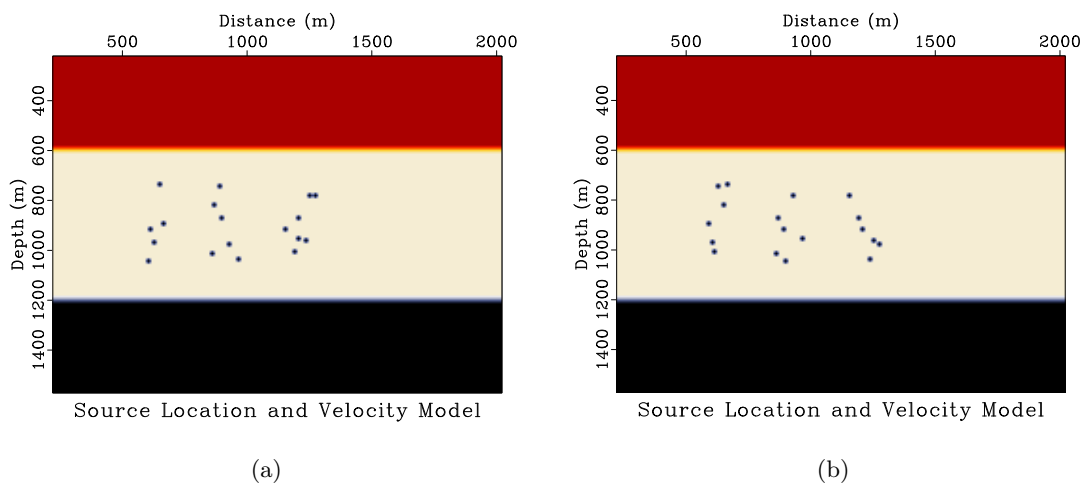 Distance (m)
500 1000 1500 2000
Depth (m)
400 600 800 1000 1200 1400
Source Location and Velocity Model
(a)
Distance (m)
500 1000 1500 2000
Depth (m)
400 600 800 1000 1200 1400
Source Location and Velocity Model
(b)